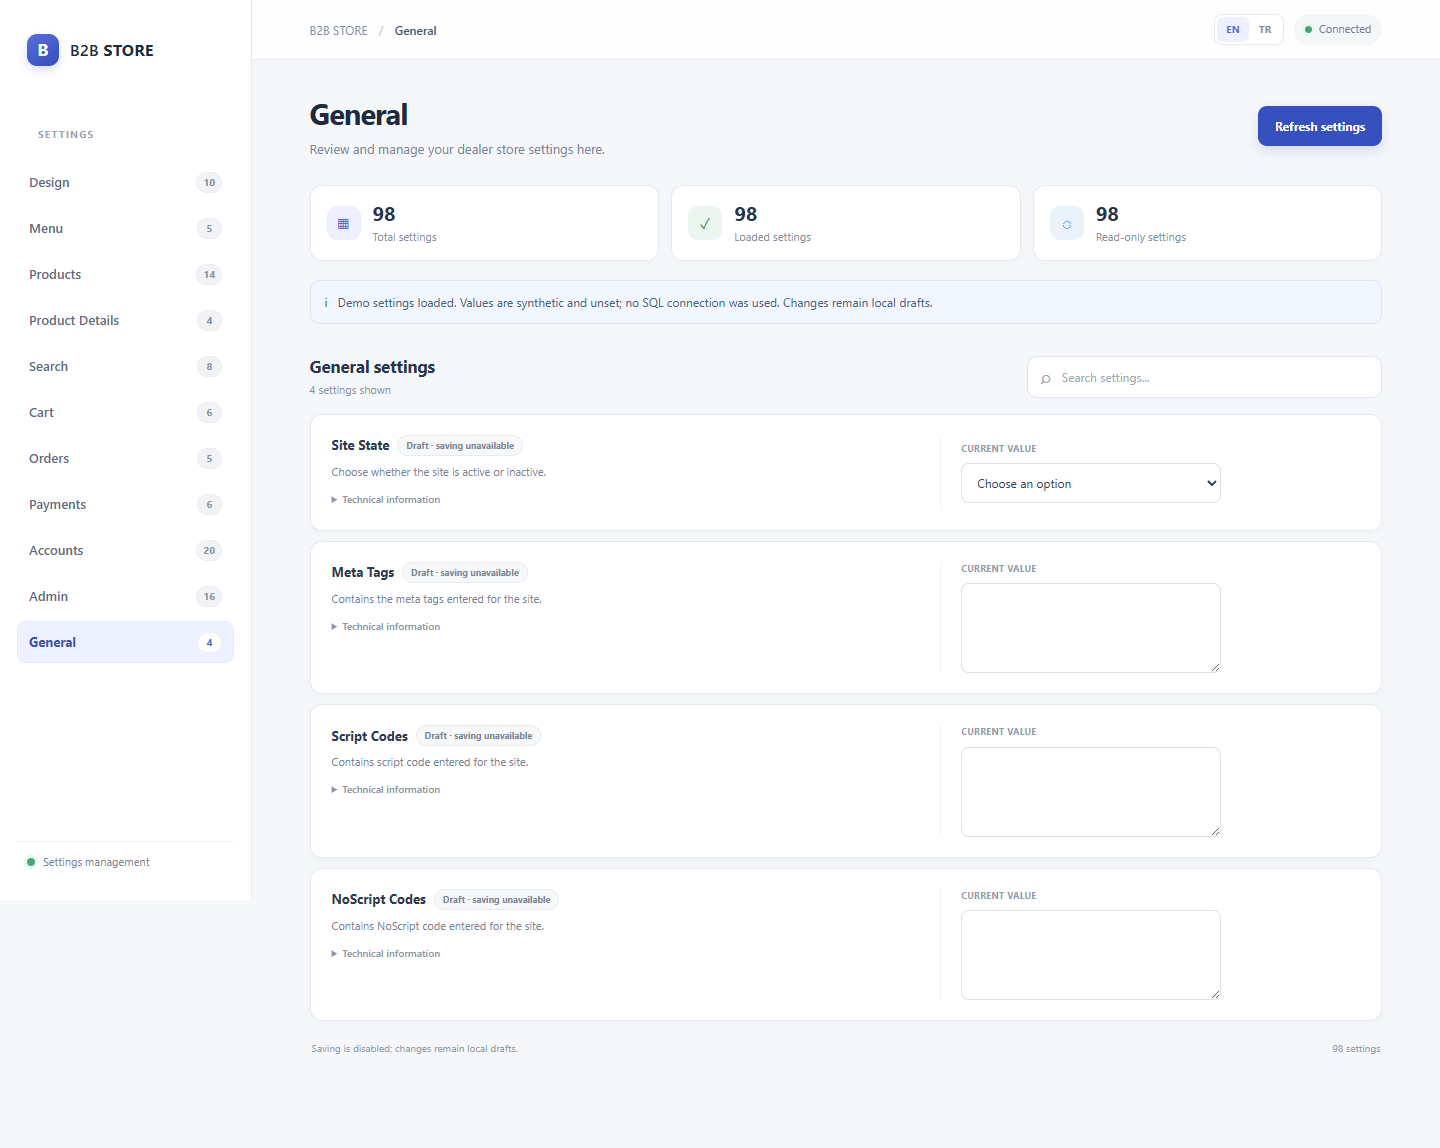 B B2B STORE
SETTINGS
Design 10
Menu 5
Products 14
Product Details 4
Search 8
Cart 6
Orders 5
Payments 6
Accounts 20
Admin 16
General 4
Settings management
B2B STORE / General
EN TR Connected
General
Review and manage your dealer store settings here.
Refresh settings
98
Total settings
98
Loaded settings
98
Read-only settings
i Demo settings loaded. Values are synthetic and unset; no SQL connection was used. Changes remain local drafts.
General settings
4 settings shown
Search settings...
Site State Draft · saving unavailable
Choose whether the site is active or inactive.
Technical information
CURRENT VALUE
Choose an option
Meta Tags Draft · saving unavailable
Contains the meta tags entered for the site.
Technical information
CURRENT VALUE
Script Codes Draft · saving unavailable
Contains script code entered for the site.
Technical information
CURRENT VALUE
NoScript Codes Draft · saving unavailable
Contains NoScript code entered for the site.
Technical information
CURRENT VALUE
Saving is disabled; changes remain local drafts.
98 settings